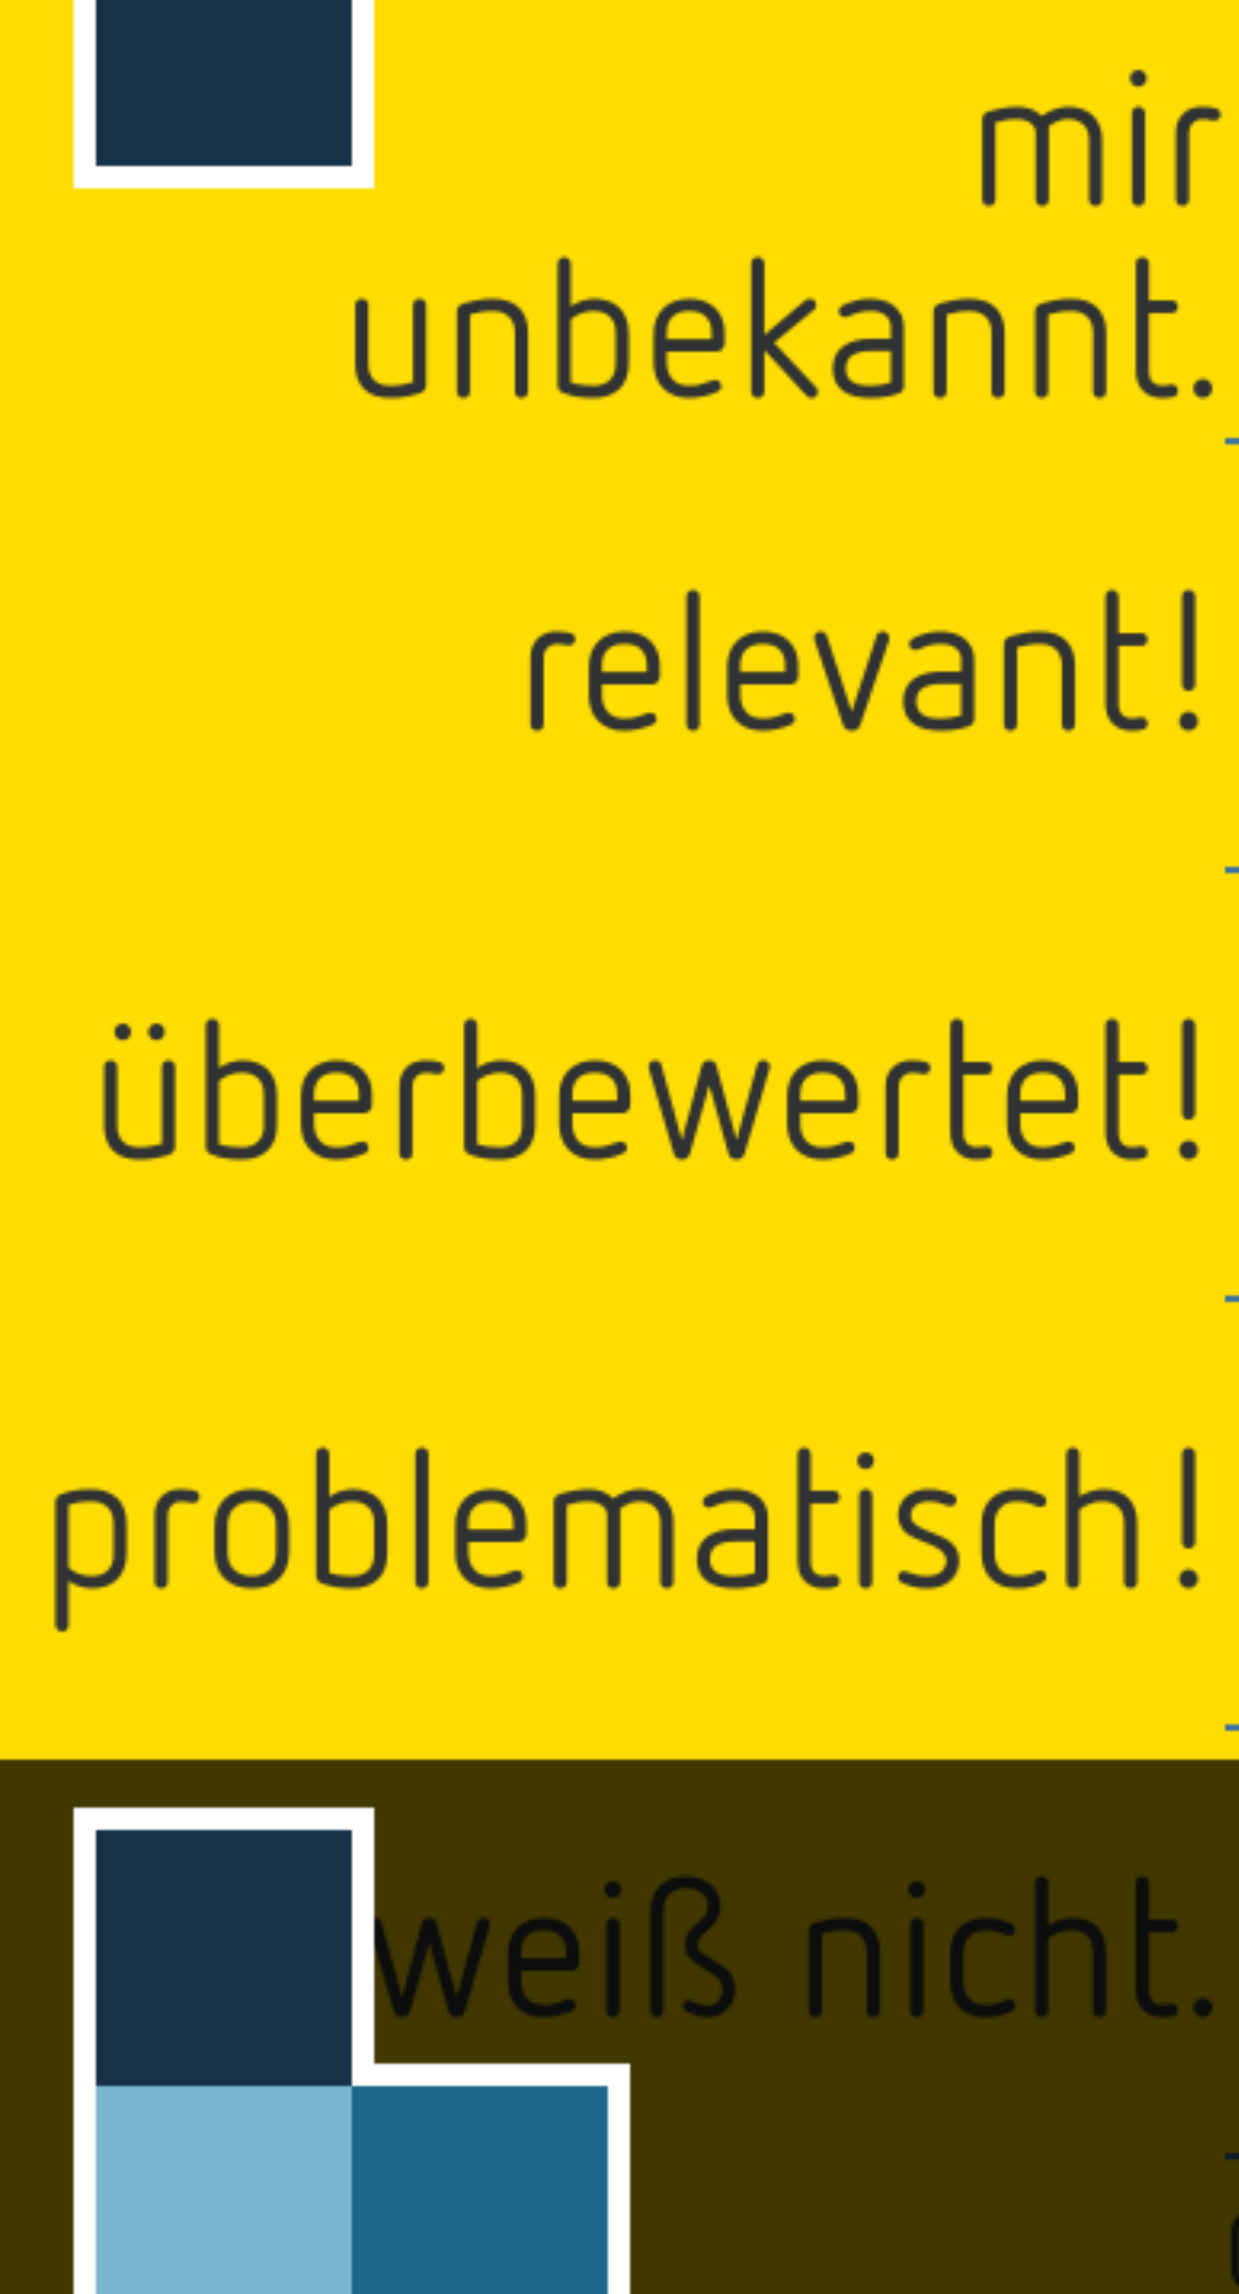 mir
unbekannt.
relevant!
überbewertet!
problematisch!
weiß nicht.